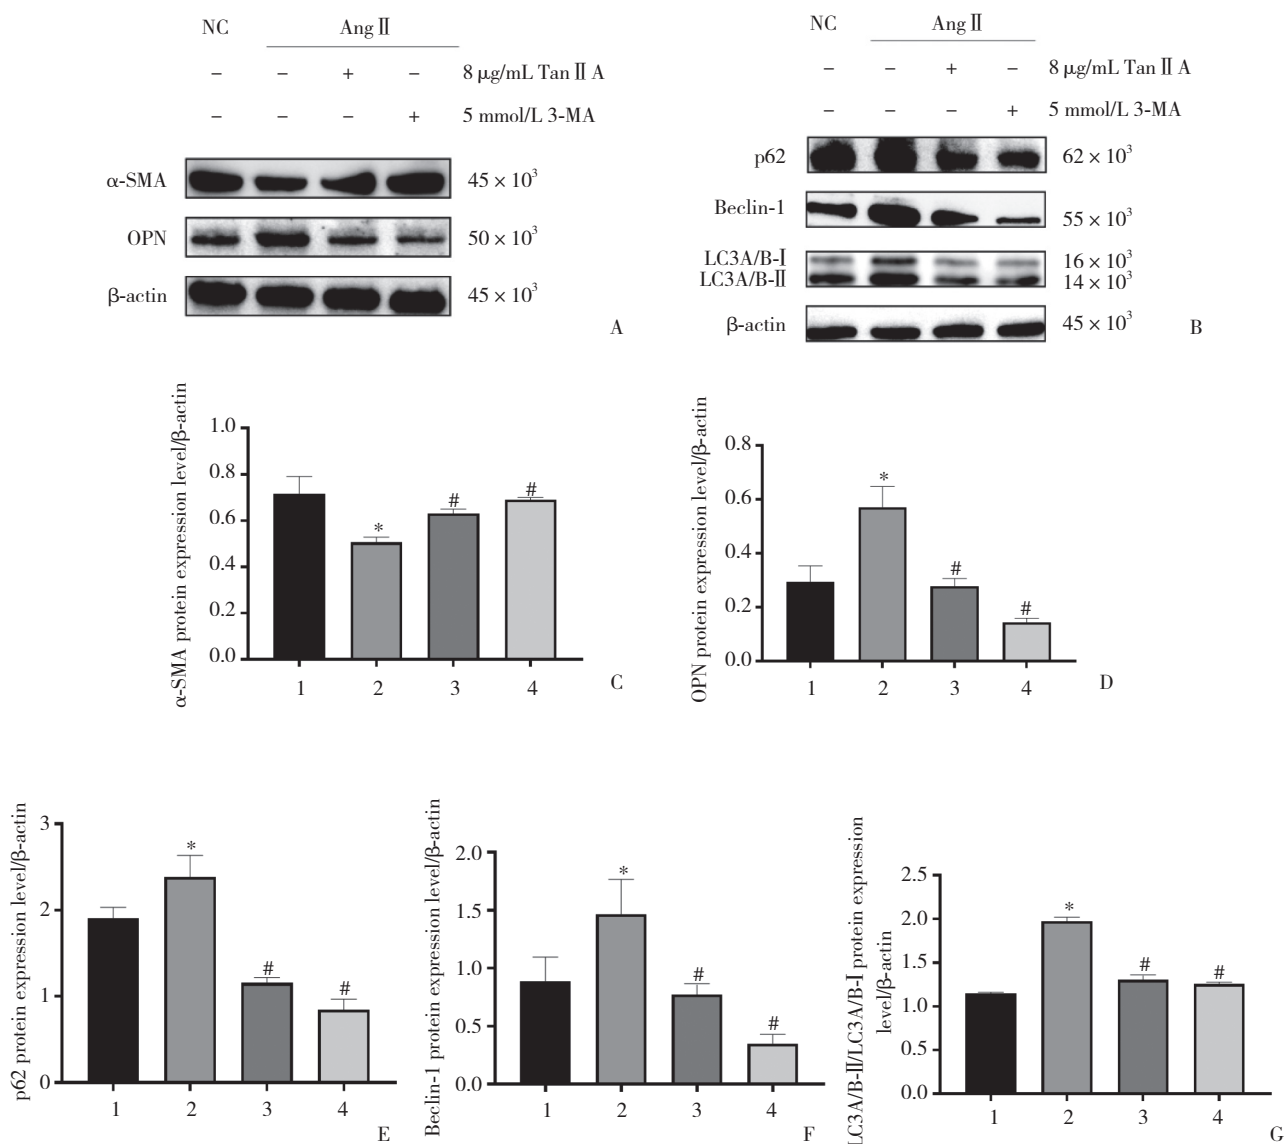 NC Ang Ⅱ
– – + – 8 μg/mL Tan Ⅱ A
– – – + 5 mmol/L 3-MA
α-SMA 45 × 10³
OPN 50 × 10³
β-actin 45 × 10³
A
NC Ang Ⅱ
– – + – 8 μg/mL Tan Ⅱ A
– – – + 5 mmol/L 3-MA
p62 62 × 10³
Beclin-1 55 × 10³
LC3A/B-Ⅰ 16 × 10³
LC3A/B-Ⅱ 14 × 10³
β-actin 45 × 10³
B
α-SMA protein expression level/β-actin
1.0
0.8
0.6
0.4
0.2
0.0
* # #
1 2 3 4
C
OPN protein expression level/β-actin
0.8
0.6
0.4
0.2
0.0
* # #
1 2 3 4
D
p62 protein expression level/β-actin
3
2
1
0
* # #
1 2 3 4
E
Beclin-1 protein expression level/β-actin
2.0
1.5
1.0
0.5
0.0
* # #
1 2 3 4
F
LC3A/B-Ⅱ/LC3A/B-Ⅰ protein expression
level/β-actin
2.5
2.0
1.5
1.0
0.5
0.0
* # #
1 2 3 4
G